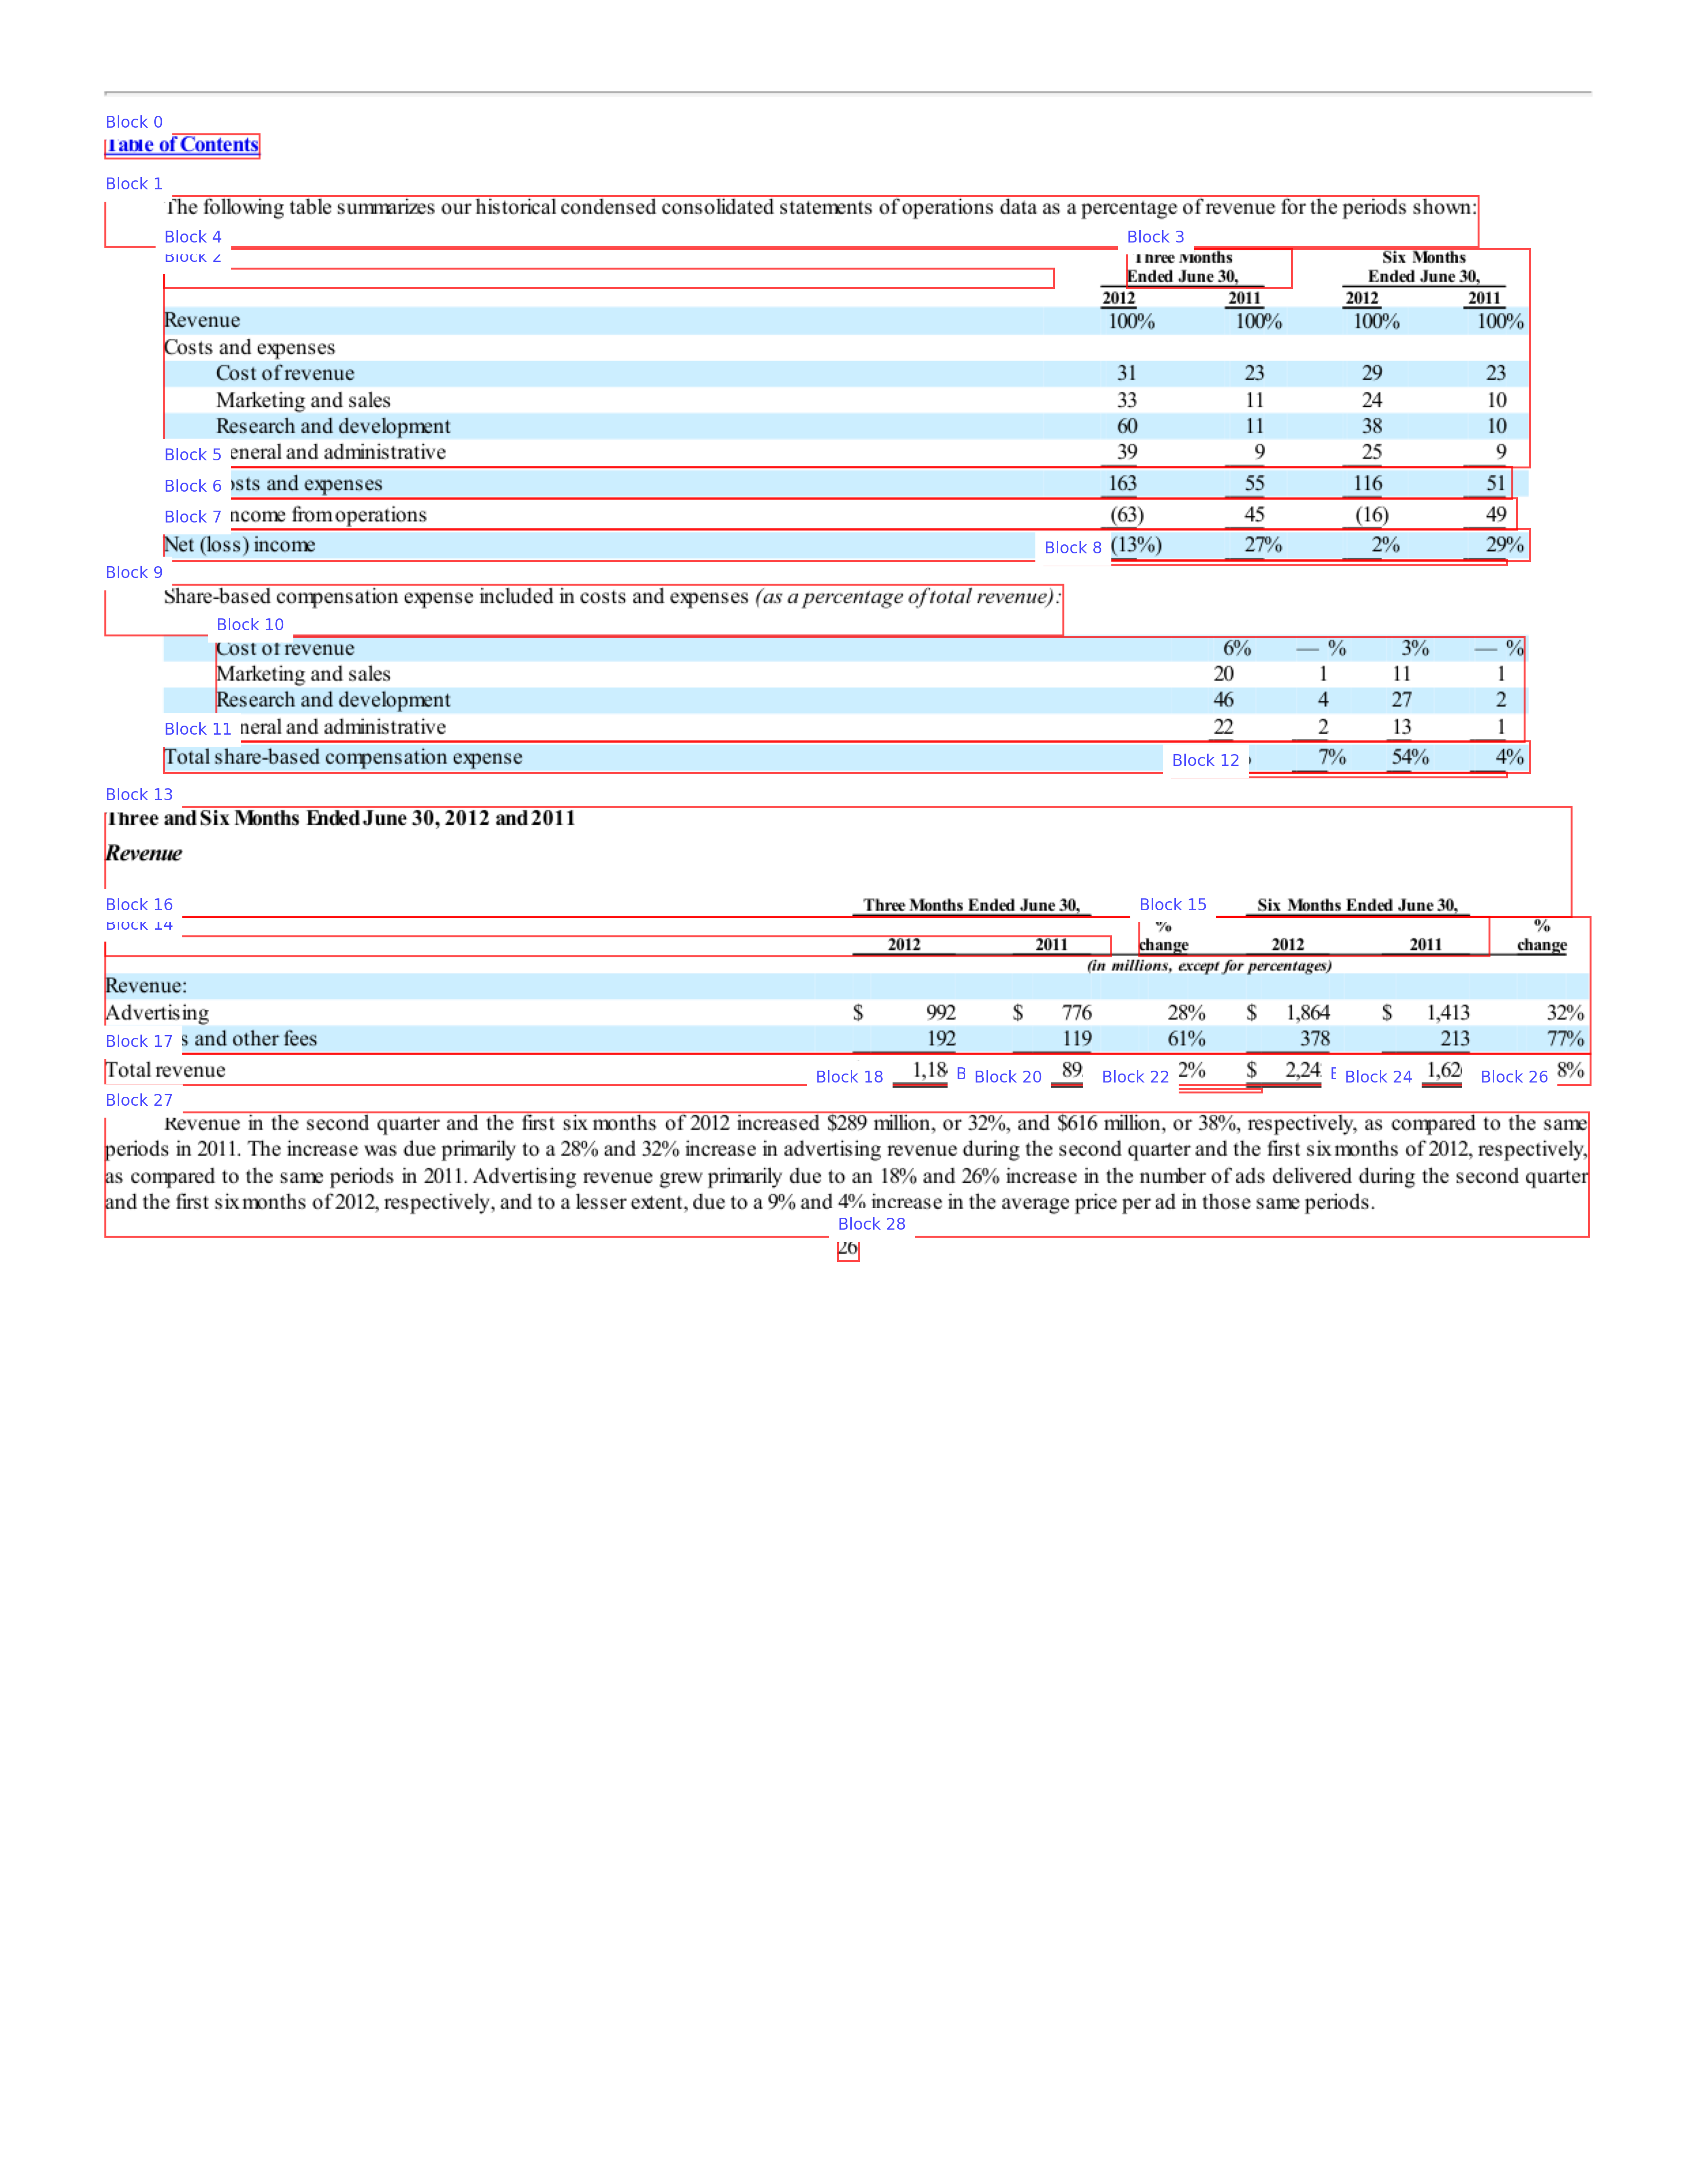 Block 0
Table of Contents
Block 1
The following table summarizes our historical condensed consolidated statements of operations data as a percentage of revenue for the periods shown:
Block 4 Block 3
Block 2 Three Months Six Months
Ended June 30, Ended June 30,
2012 2011 2012 2011
Revenue 100% 100% 100% 100%
Costs and expenses
Cost of revenue 31 23 29 23
Marketing and sales 33 11 24 10
Research and development 60 11 38 10
Block 5 eneral and administrative 39 9 25 9
Block 6 osts and expenses 163 55 116 51
Block 7 ncome from operations (63) 45 (16) 49
Net (loss) income Block 8 (13%) 27% 2% 29%
Block 9
Share-based compensation expense included in costs and expenses (as a percentage of total revenue):
Block 10
Cost of revenue 6% — % 3% — %
Marketing and sales 20 1 11 1
Research and development 46 4 27 2
Block 11 neral and administrative 22 2 13 1
Total share-based compensation expense Block 12 7% 54% 4%
Block 13
Three and Six Months Ended June 30, 2012 and 2011
Revenue
Block 16 Three Months Ended June 30, Block 15 Six Months Ended June 30,
Block 14 % %
2012 2011 change 2012 2011 change
(in millions, except for percentages)
Revenue:
Advertising $ 992 $ 776 28% $ 1,864 $ 1,413 32%
Block 17 s and other fees 192 119 61% 378 213 77%
Total revenue Block 18 1,18 B Block 20 89 Block 22 2% $ 2,24 Block 24 1,62 Block 26 8%
Block 27
Revenue in the second quarter and the first six months of 2012 increased $289 million, or 32%, and $616 million, or 38%, respectively, as compared to the same
periods in 2011. The increase was due primarily to a 28% and 32% increase in advertising revenue during the second quarter and the first six months of 2012, respectively,
as compared to the same periods in 2011. Advertising revenue grew primarily due to an 18% and 26% increase in the number of ads delivered during the second quarter
and the first six months of 2012, respectively, and to a lesser extent, due to a 9% and 4% increase in the average price per ad in those same periods.
Block 28
26